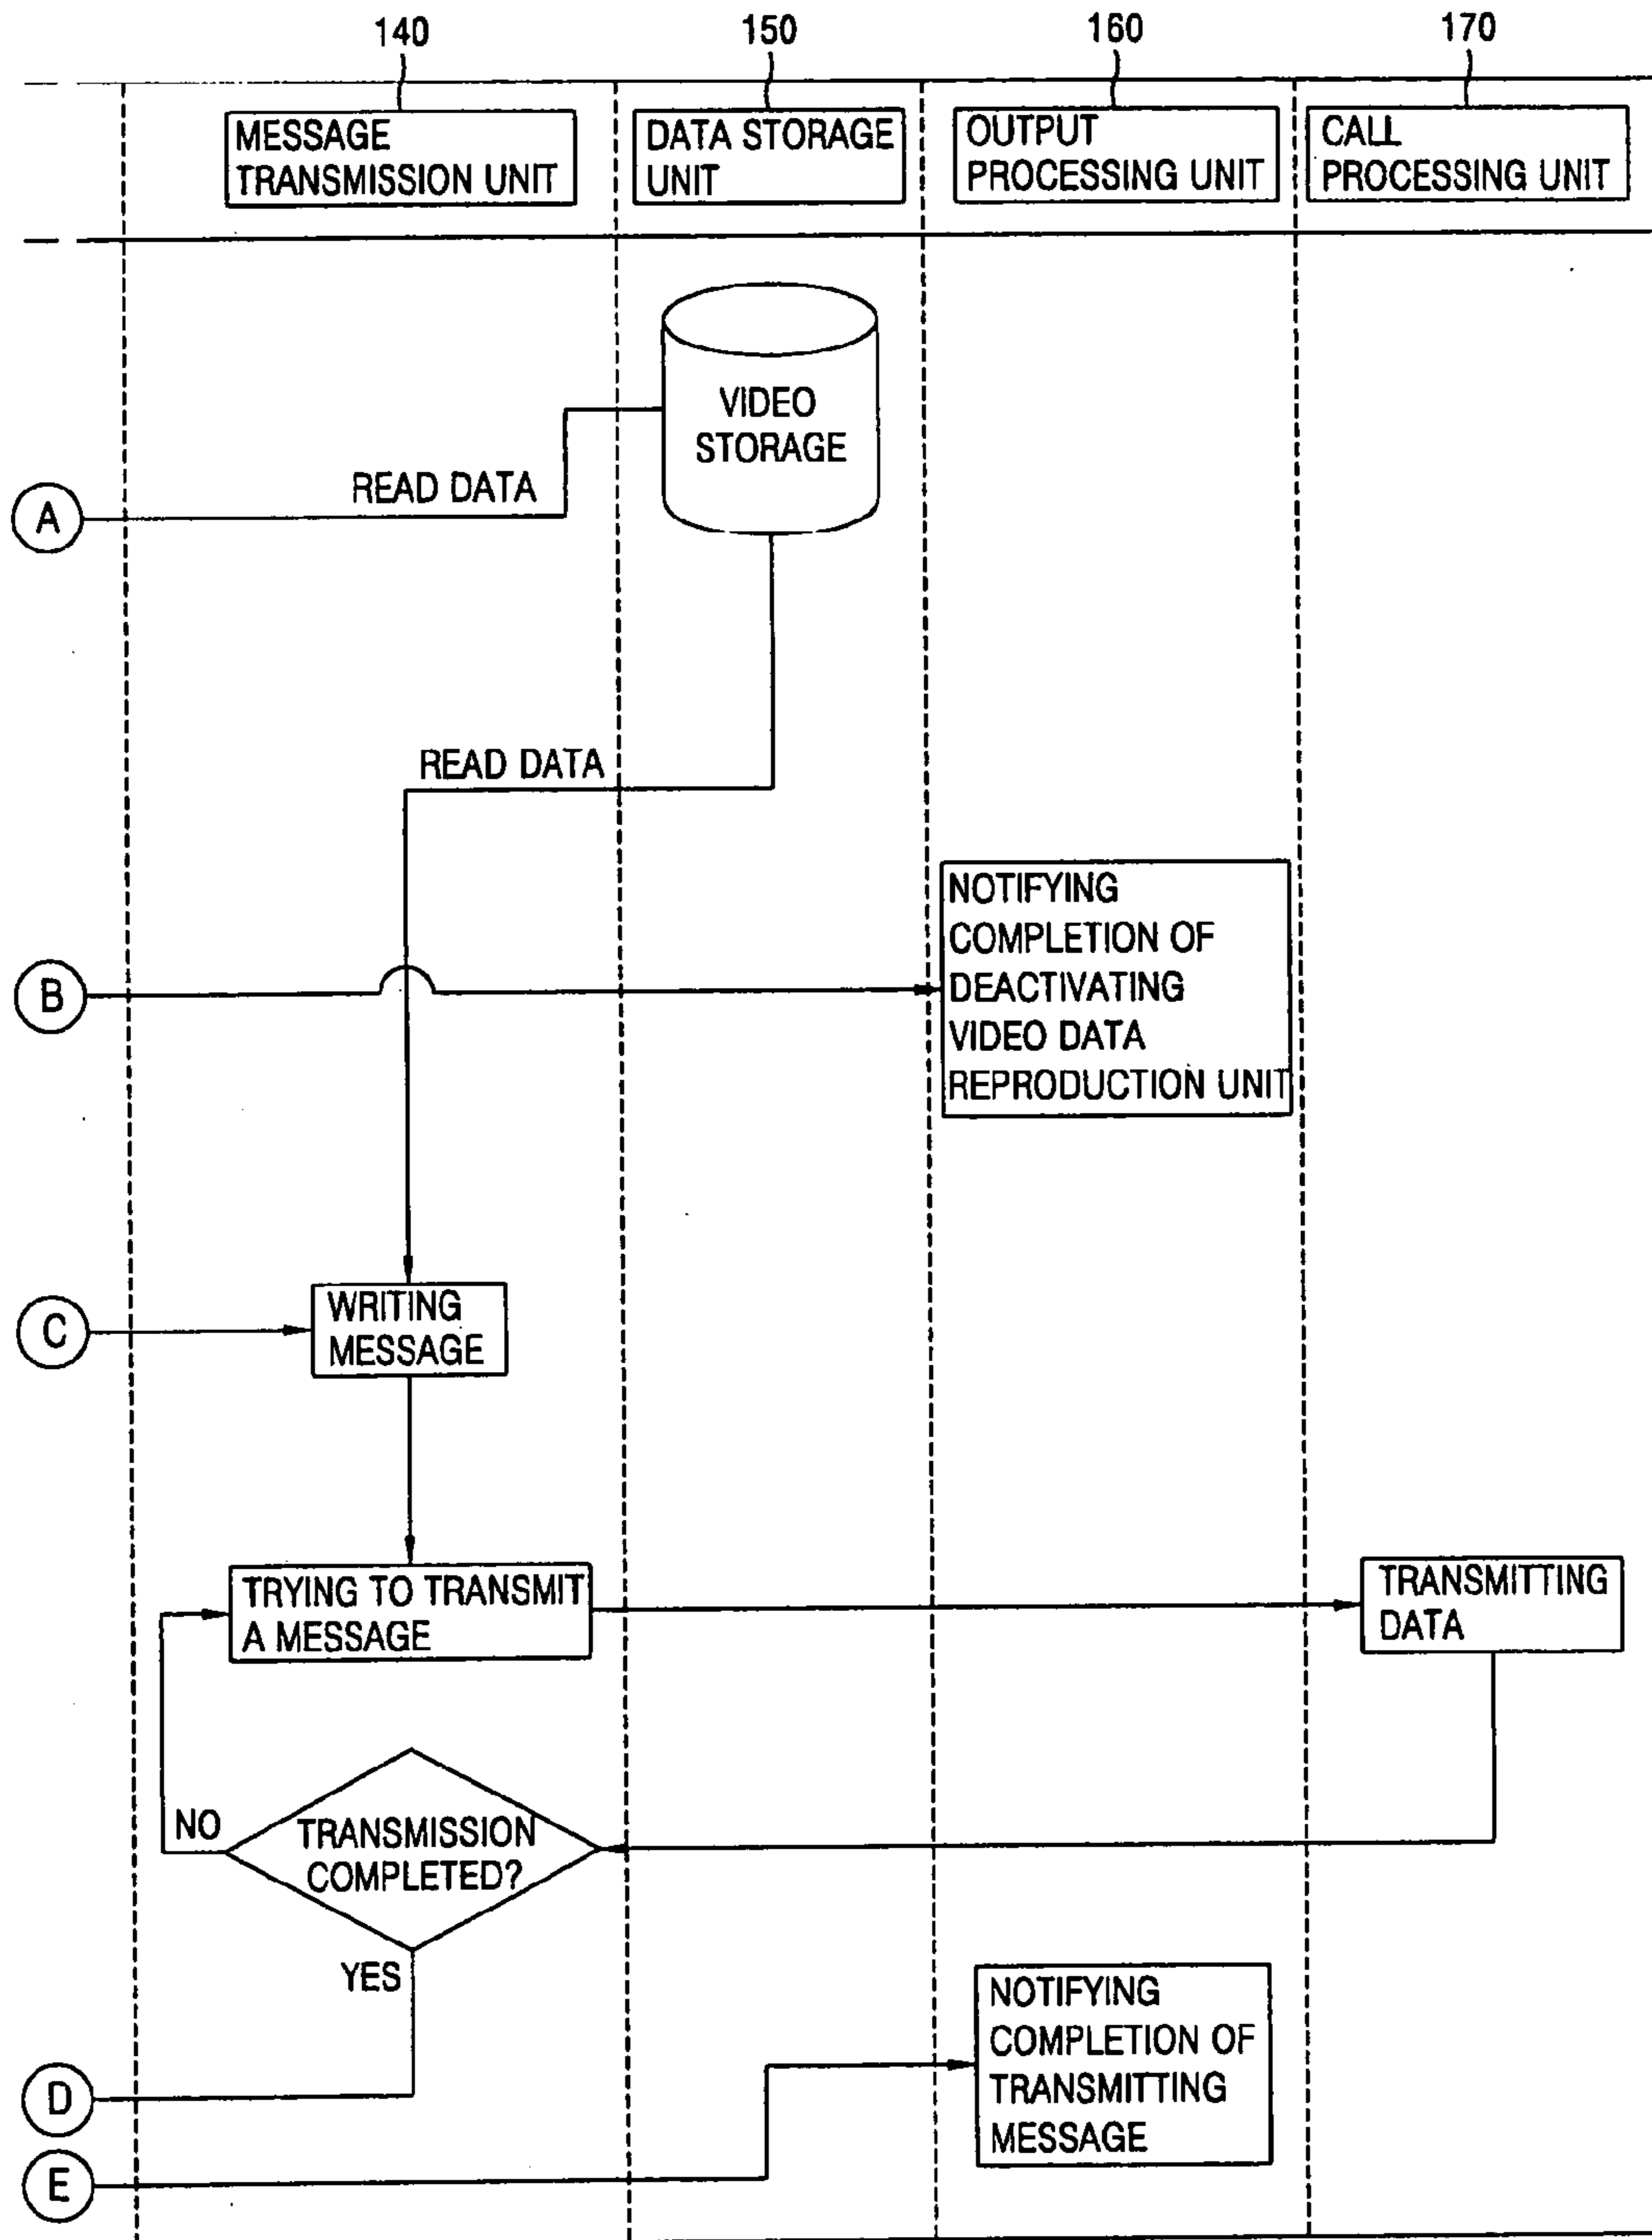 140
150
160
170
MESSAGE
TRANSMISSION UNIT
DATA STORAGE
UNIT
OUTPUT
PROCESSING UNIT
CALL
PROCESSING UNIT
VIDEO
STORAGE
READ DATA
A
READ DATA
NOTIFYING
COMPLETION OF
DEACTIVATING
VIDEO DATA
REPRODUCTION UNIT
B
WRITING
MESSAGE
C
TRYING TO TRANSMIT
A MESSAGE
TRANSMITTING
DATA
NO
TRANSMISSION
COMPLETED?
YES
NOTIFYING
COMPLETION OF
TRANSMITTING
MESSAGE
D
E